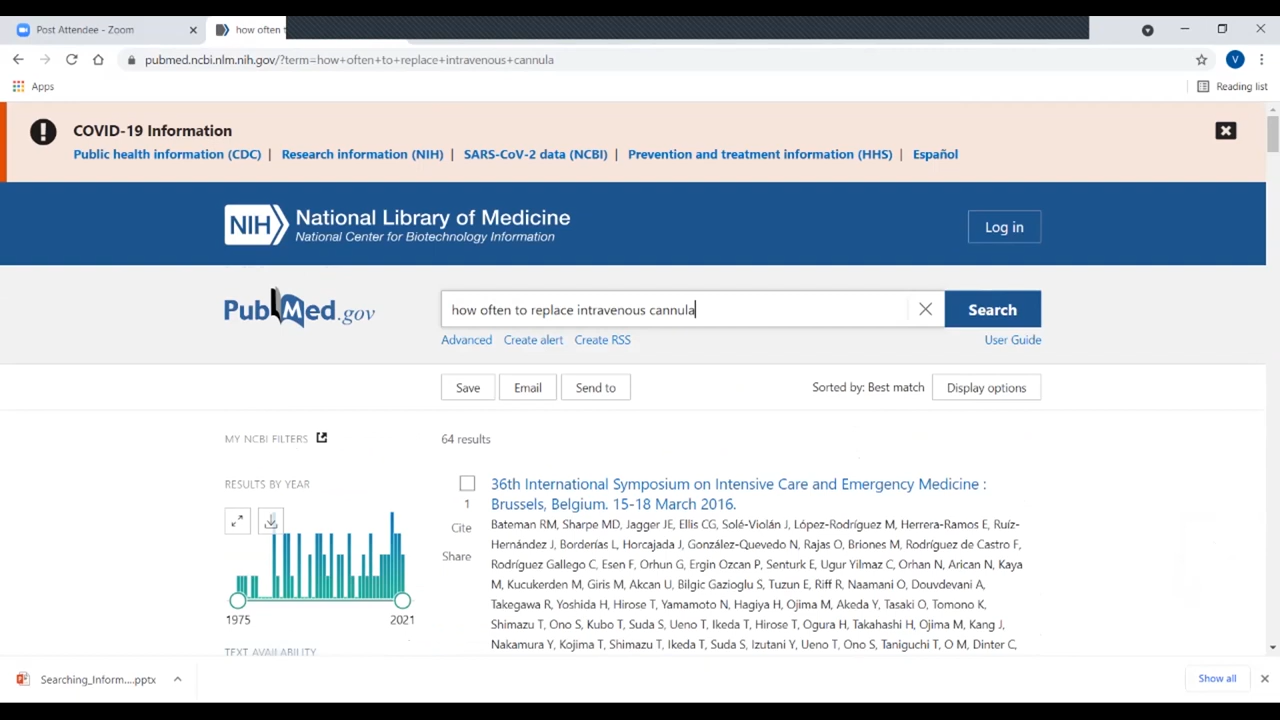 Post Attendee - Zoom
how often t
pubmed.ncbi.nlm.nih.gov/?term=how+often+to+replace+intravenous+cannula
V
Apps
Reading list
COVID-19 Information
Public health information (CDC) | Research information (NIH) | SARS-CoV-2 data (NCBI) | Prevention and treatment information (HHS) | Español
NIH National Library of Medicine
National Center for Biotechnology Information
Log in
PubMed.gov
how often to replace intravenous cannula
Search
Advanced Create alert Create RSS
User Guide
Save Email Send to
Sorted by: Best match Display options
MY NCBI FILTERS
64 results
RESULTS BY YEAR
1975 2021
TEXT AVAILABILITY
1
Cite
Share
36th International Symposium on Intensive Care and Emergency Medicine :
Brussels, Belgium. 15-18 March 2016.
Bateman RM, Sharpe MD, Jagger JE, Ellis CG, Solé-Violán J, López-Rodríguez M, Herrera-Ramos E, Ruíz-
Hernández J, Borderías L, Horcajada J, González-Quevedo N, Rajas O, Briones M, Rodríguez de Castro F,
Rodríguez Gallego C, Esen F, Orhun G, Ergin Ozcan P, Senturk E, Ugur Yilmaz C, Orhan N, Arican N, Kaya
M, Kucukerden M, Giris M, Akcan U, Bilgic Gazioglu S, Tuzun E, Riff R, Naamani O, Douvdevani A,
Takegawa R, Yoshida H, Hirose T, Yamamoto N, Hagiya H, Ojima M, Akeda Y, Tasaki O, Tomono K,
Shimazu T, Ono S, Kubo T, Suda S, Ueno T, Ikeda T, Hirose T, Ogura H, Takahashi H, Ojima M, Kang J,
Nakamura Y, Kojima T, Shimazu T, Ikeda T, Suda S, Izutani Y, Ueno T, Ono S, Taniguchi T, O M, Dinter C,
Searching_Inform....pptx
Show all